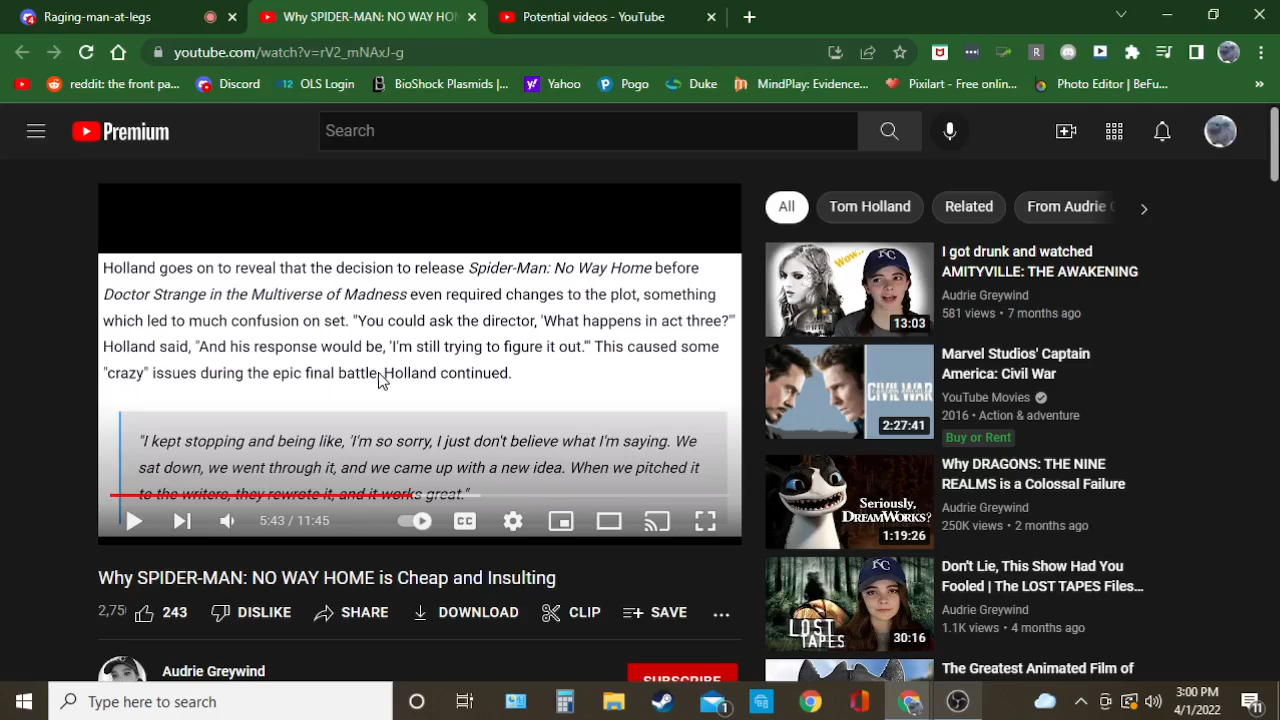 Raging-man-at-legs
Why SPIDER-MAN: NO WAY HOM
Potential videos - YouTube
youtube.com/watch?v=rV2_mNAxJ-g
reddit: the front pa...
Discord
12 OLS Login
BioShock Plasmids |...
Yahoo
Pogo
Duke
MindPlay: Evidence...
Pixilart - Free onlin...
Photo Editor | BeFu...
Premium
Search
All
Tom Holland
Related
From Audrie G
Holland goes on to reveal that the decision to release Spider-Man: No Way Home before
Doctor Strange in the Multiverse of Madness even required changes to the plot, something
which led to much confusion on set. "You could ask the director, 'What happens in act three?'"
Holland said, "And his response would be, 'I'm still trying to figure it out.'" This caused some
"crazy" issues during the epic final battle, Holland continued.
"I kept stopping and being like, 'I'm so sorry, I just don't believe what I'm saying. We
sat down, we went through it, and we came up with a new idea. When we pitched it
to the writers, they rewrote it, and it works great."
5:43 / 11:45
CC
Why SPIDER-MAN: NO WAY HOME is Cheap and Insulting
2,75
243
DISLIKE
SHARE
DOWNLOAD
CLIP
SAVE
Audrie Greywind
SUBSCRIBE
Wow..
13:03
I got drunk and watched
AMITYVILLE: THE AWAKENING
Audrie Greywind
581 views • 7 months ago
CIVIL WAR
2:27:41
Marvel Studios' Captain
America: Civil War
YouTube Movies
2016 • Action & adventure
Buy or Rent
Seriously,
DREAMWORKS?
1:19:26
Why DRAGONS: THE NINE
REALMS is a Colossal Failure
Audrie Greywind
250K views • 2 months ago
LOST
TAPES
KC
30:16
Don't Lie, This Show Had You
Fooled | The LOST TAPES Files...
Audrie Greywind
1.1K views • 4 months ago
The Greatest Animated Film of
Type here to search
1
3:00 PM
4/1/2022
11